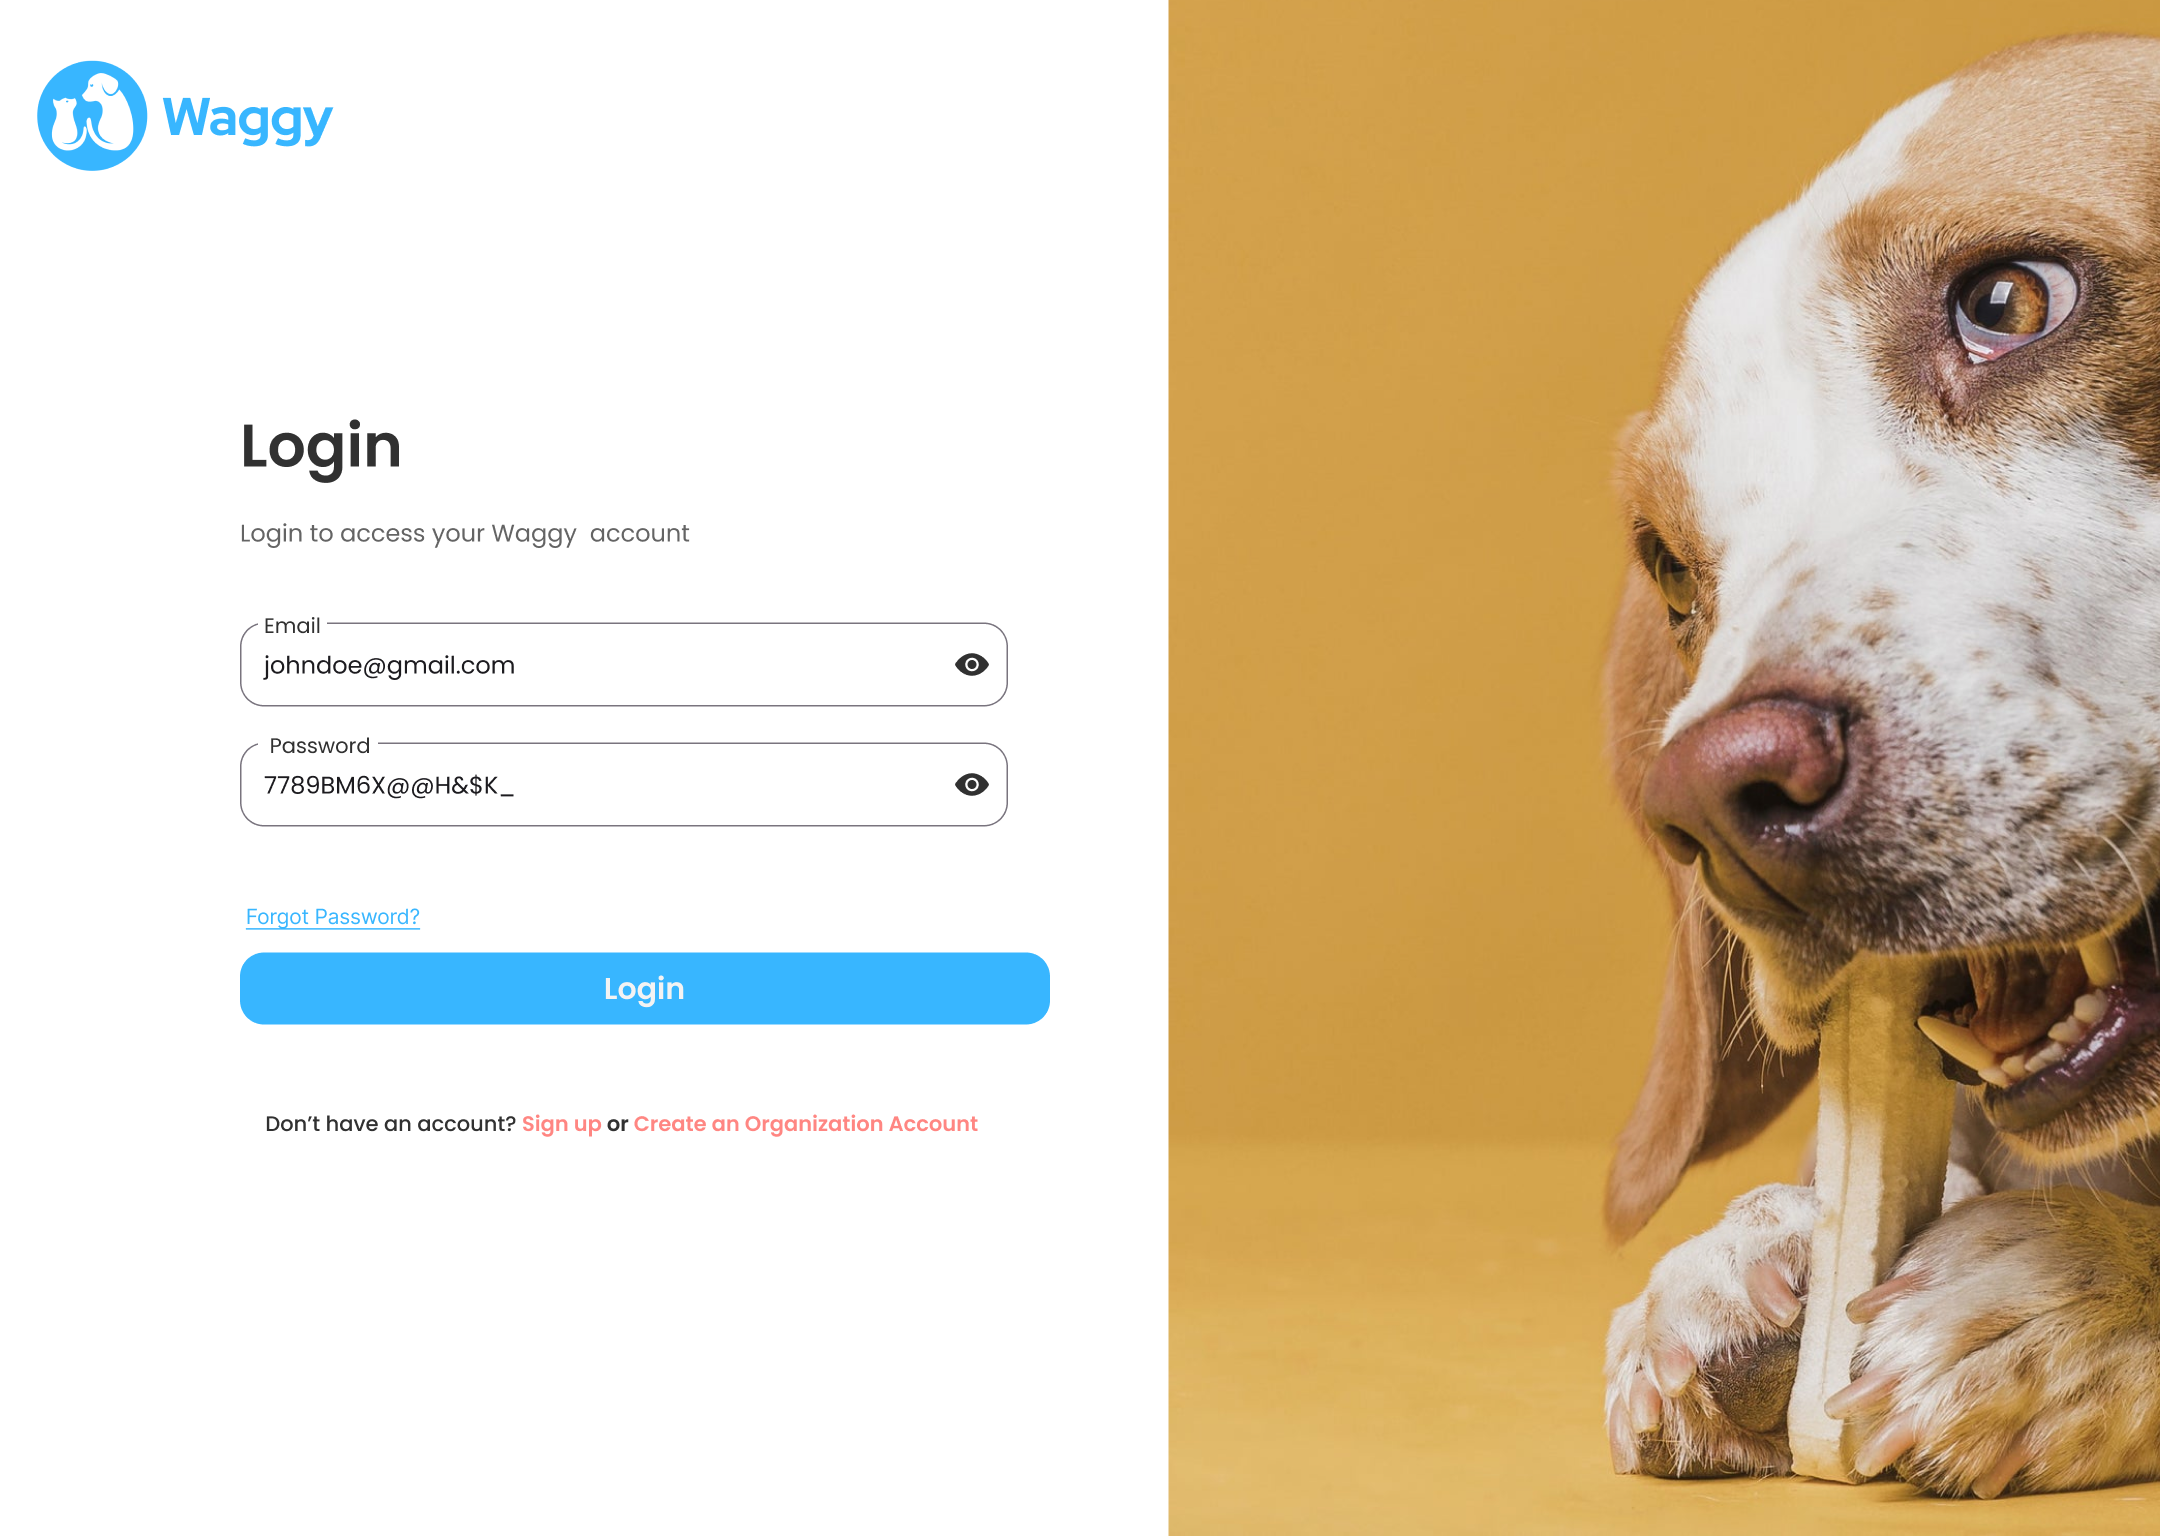 Waggy
Login
Login to access your Waggy  account
Email
johndoe@gmail.com
Password
7789BM6X@@H&$K_
Forgot Password?
Login
Don’t have an account? Sign up or Create an Organization Account